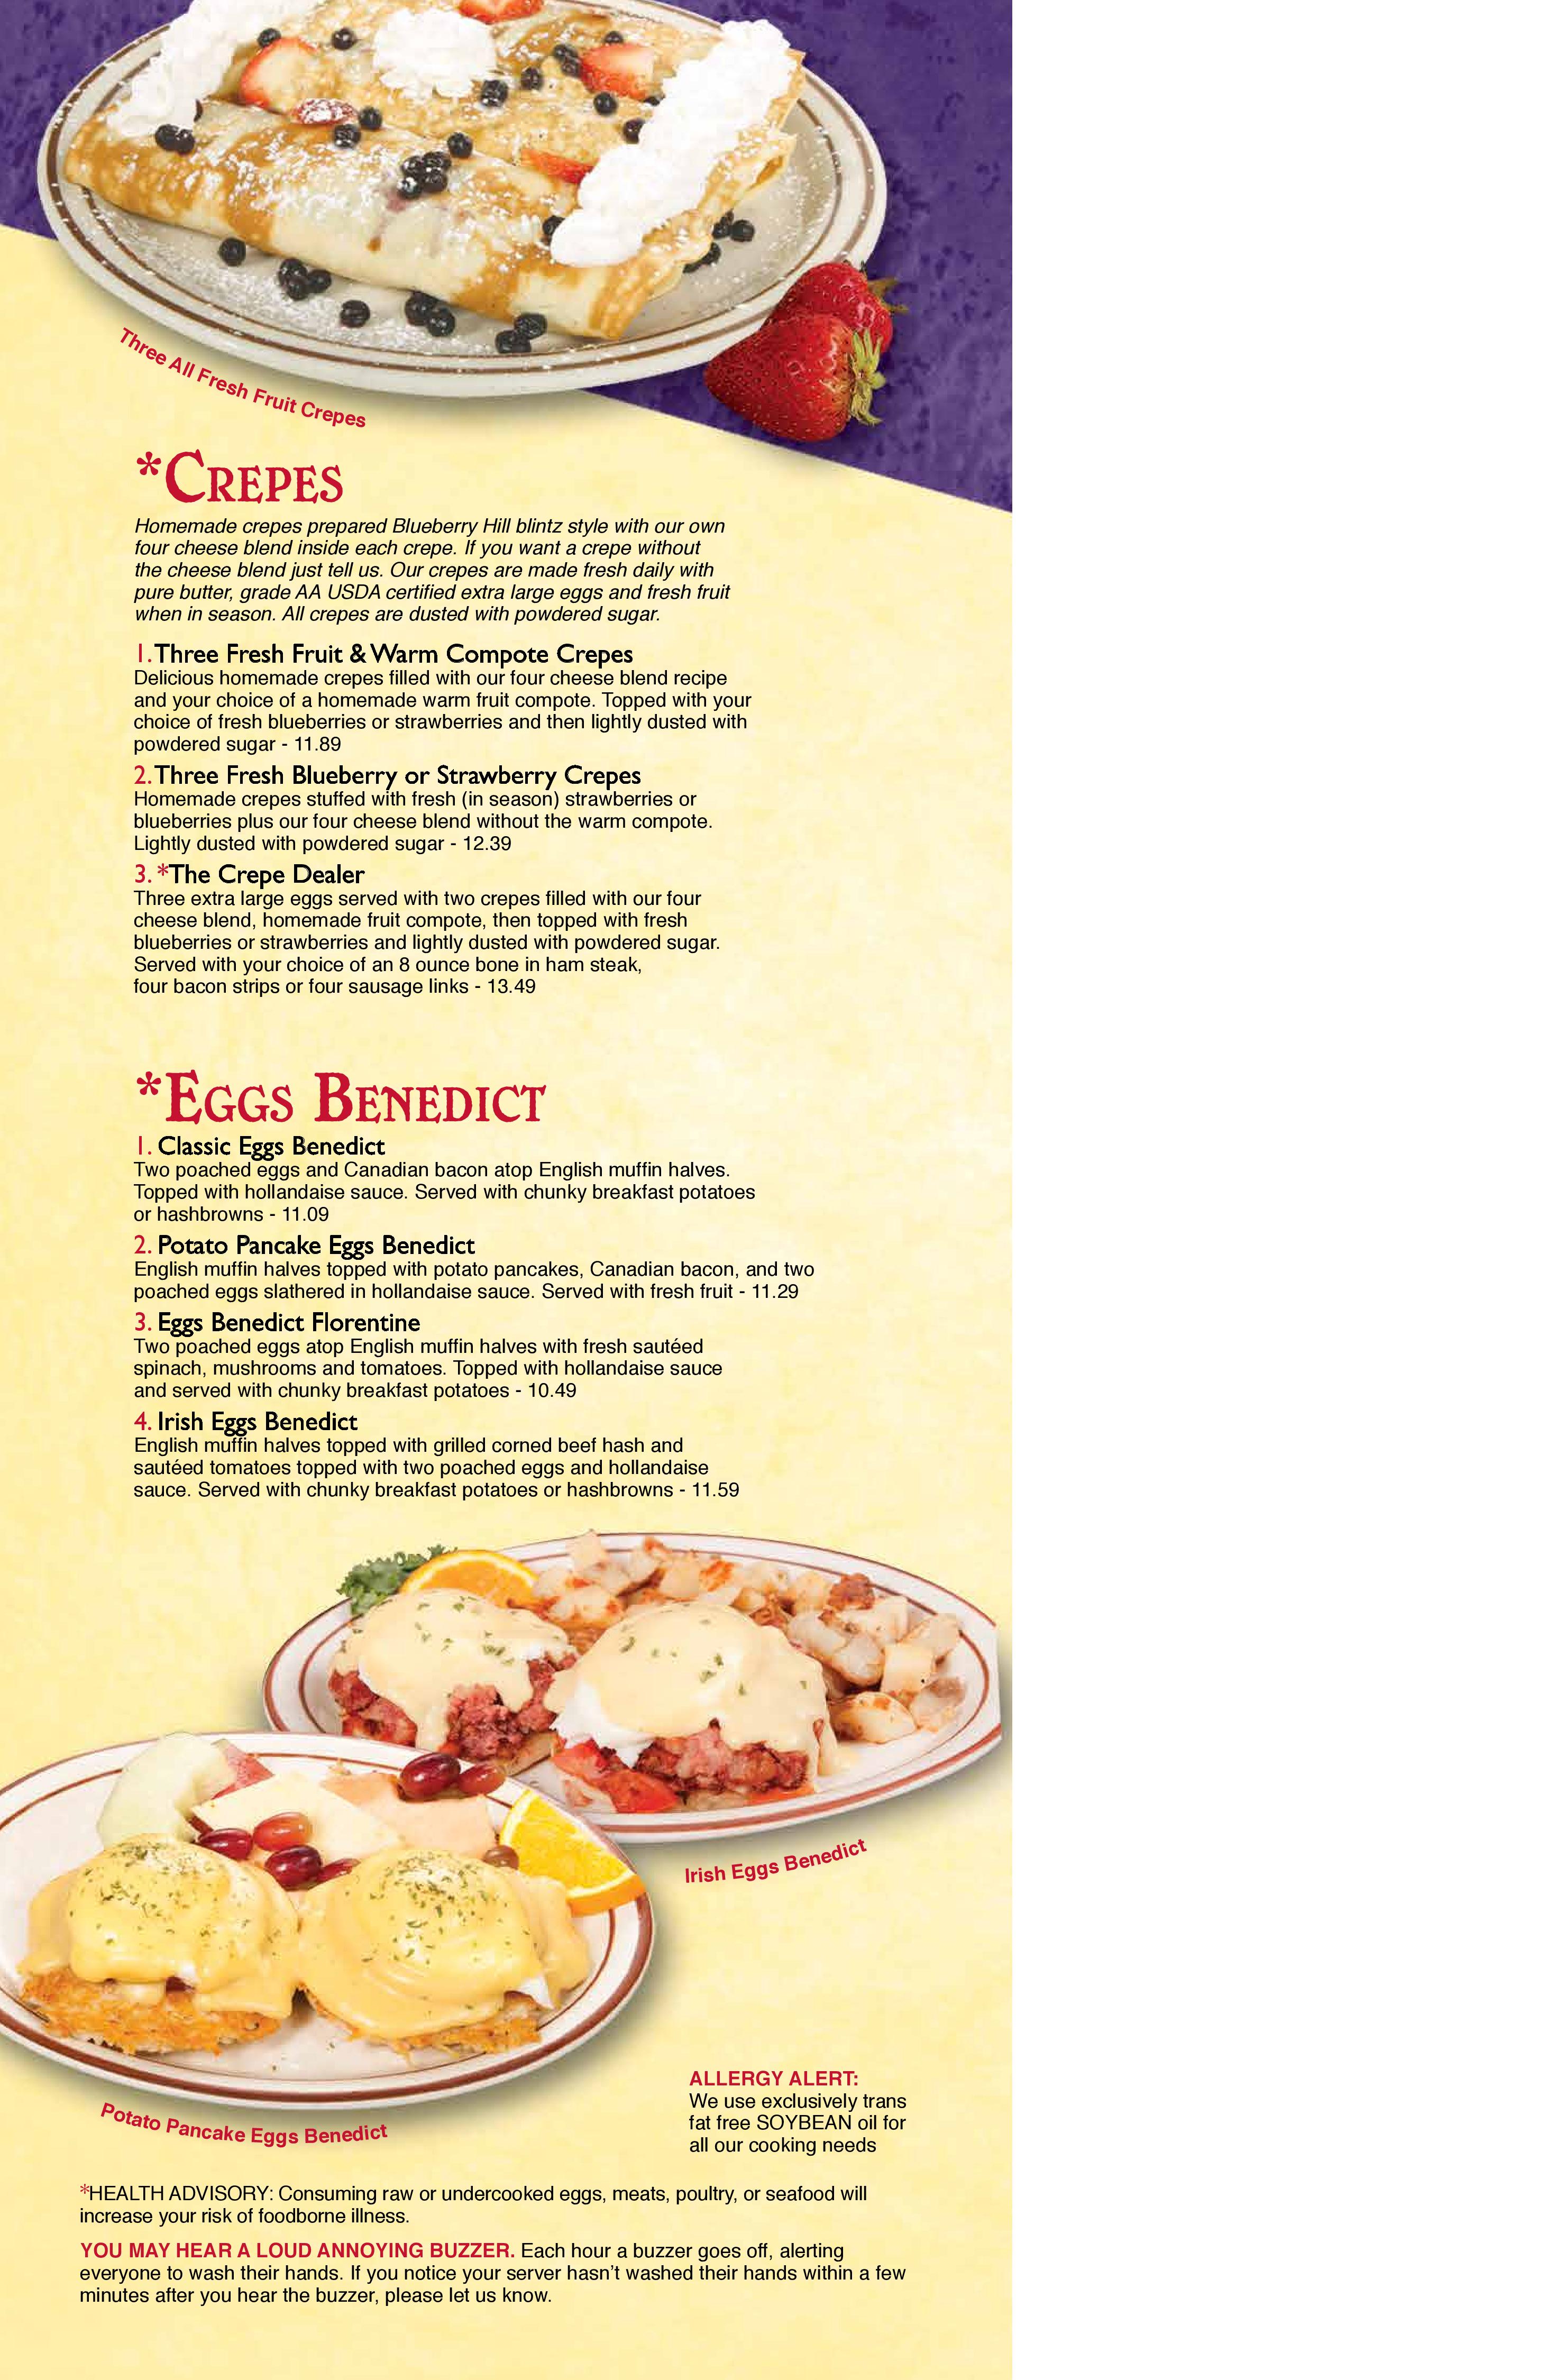 Three All Fresh Fruit Crepes
*Crepes
Homemade crepes prepared Blueberry Hill blintz style with our own
four cheese blend inside each crepe. If you want a crepe without
the cheese blend just tell us. Our crepes are made fresh daily with
pure butter, grade AA USDA certified extra large eggs and fresh fruit
when in season. All crepes are dusted with powdered sugar.
1. Three Fresh Fruit & Warm Compote Crepes
Delicious homemade crepes filled with our four cheese blend recipe
and your choice of a homemade warm fruit compote. Topped with your
choice of fresh blueberries or strawberries and then lightly dusted with
powdered sugar - 11.89
2. Three Fresh Blueberry or Strawberry Crepes
Homemade crepes stuffed with fresh (in season) strawberries or
blueberries plus our four cheese blend without the warm compote.
Lightly dusted with powdered sugar - 12.39
3. *The Crepe Dealer
Three extra large eggs served with two crepes filled with our four
cheese blend, homemade fruit compote, then topped with fresh
blueberries or strawberries and lightly dusted with powdered sugar.
Served with your choice of an 8 ounce bone in ham steak,
four bacon strips or four sausage links - 13.49
*Eggs Benedict
1. Classic Eggs Benedict
Two poached eggs and Canadian bacon atop English muffin halves.
Topped with hollandaise sauce. Served with chunky breakfast potatoes
or hashbrowns - 11.09
2. Potato Pancake Eggs Benedict
English muffin halves topped with potato pancakes, Canadian bacon, and two
poached eggs slathered in hollandaise sauce. Served with fresh fruit - 11.29
3. Eggs Benedict Florentine
Two poached eggs atop English muffin halves with fresh sautéed
spinach, mushrooms and tomatoes. Topped with hollandaise sauce
and served with chunky breakfast potatoes - 10.49
4. Irish Eggs Benedict
English muffin halves topped with grilled corned beef hash and
sautéed tomatoes topped with two poached eggs and hollandaise
sauce. Served with chunky breakfast potatoes or hashbrowns - 11.59
Irish Eggs Benedict
Potato Pancake Eggs Benedict
ALLERGY ALERT:
We use exclusively trans
fat free SOYBEAN oil for
all our cooking needs
*HEALTH ADVISORY: Consuming raw or undercooked eggs, meats, poultry, or seafood will
increase your risk of foodborne illness.
YOU MAY HEAR A LOUD ANNOYING BUZZER. Each hour a buzzer goes off, alerting
everyone to wash their hands. If you notice your server hasn't washed their hands within a few
minutes after you hear the buzzer, please let us know.